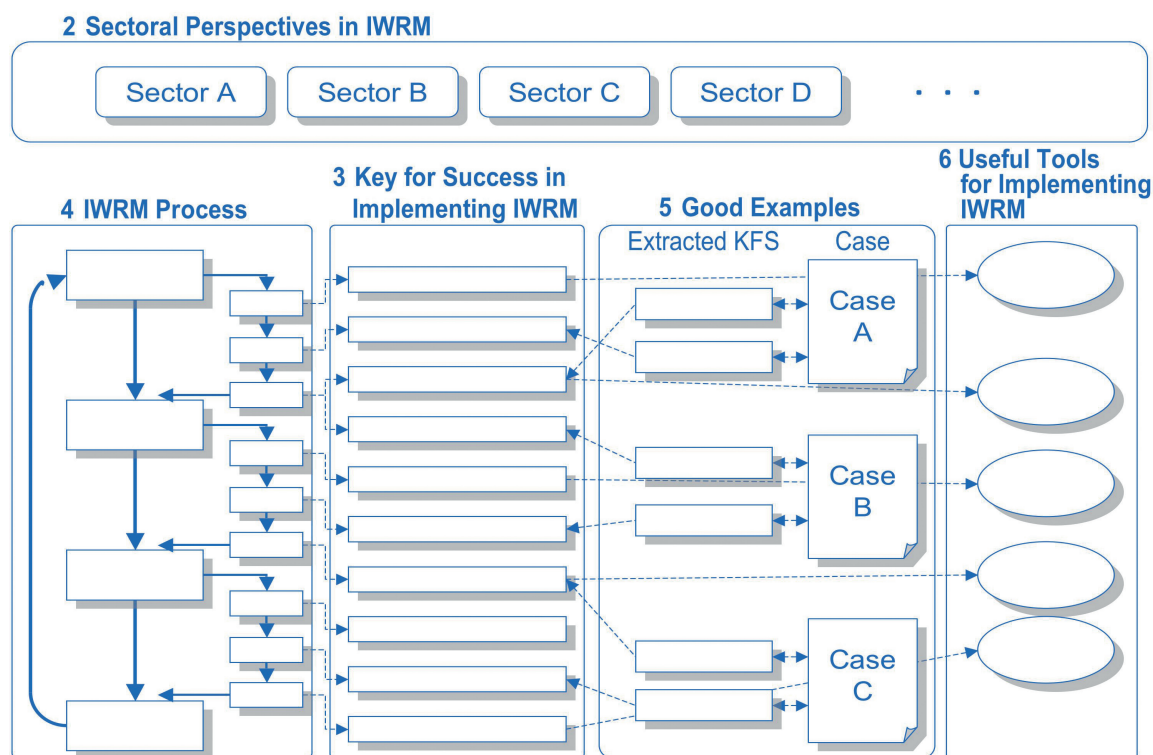 2 Sectoral Perspectives in IWRM
Sector A
Sector B
Sector C
Sector D
. . .
4 IWRM Process
3 Key for Success in
Implementing IWRM
5 Good Examples
Extracted KFS
Case
6 Useful Tools
for Implementing
IWRM
Case
A
Case
B
Case
C